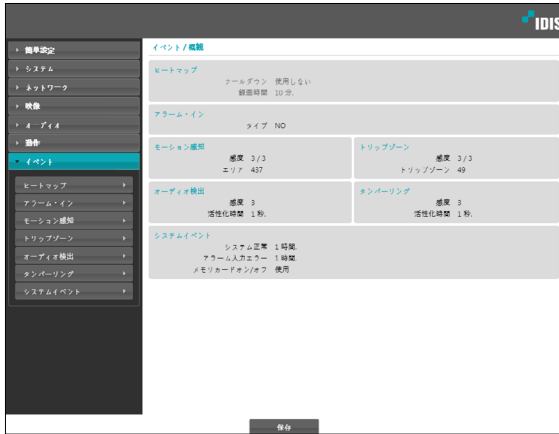 IDIS
簡単設定
システム
ネットワーク
映像
オーディオ
動作
イベント
ヒートマップ
アラーム・イン
モーション感知
トリップゾーン
オーディオ検出
タンパーリング
システムイベント
イベント / 概観
ヒートマップ
クールダウン 使用しない
録画時間 10 分.
アラーム・イン
タイプ NO
モーション感知
感度 3 / 3
エリア 437
トリップゾーン
感度 3 / 3
トリップゾーン 49
オーディオ検出
感度 3
活性化時間 1 秒.
タンパーリング
感度 3
活性化時間 1 秒.
システムイベント
システム正常 1 時間.
アラーム入力エラー 1 時間.
メモリカードオン/オフ 使用
保存